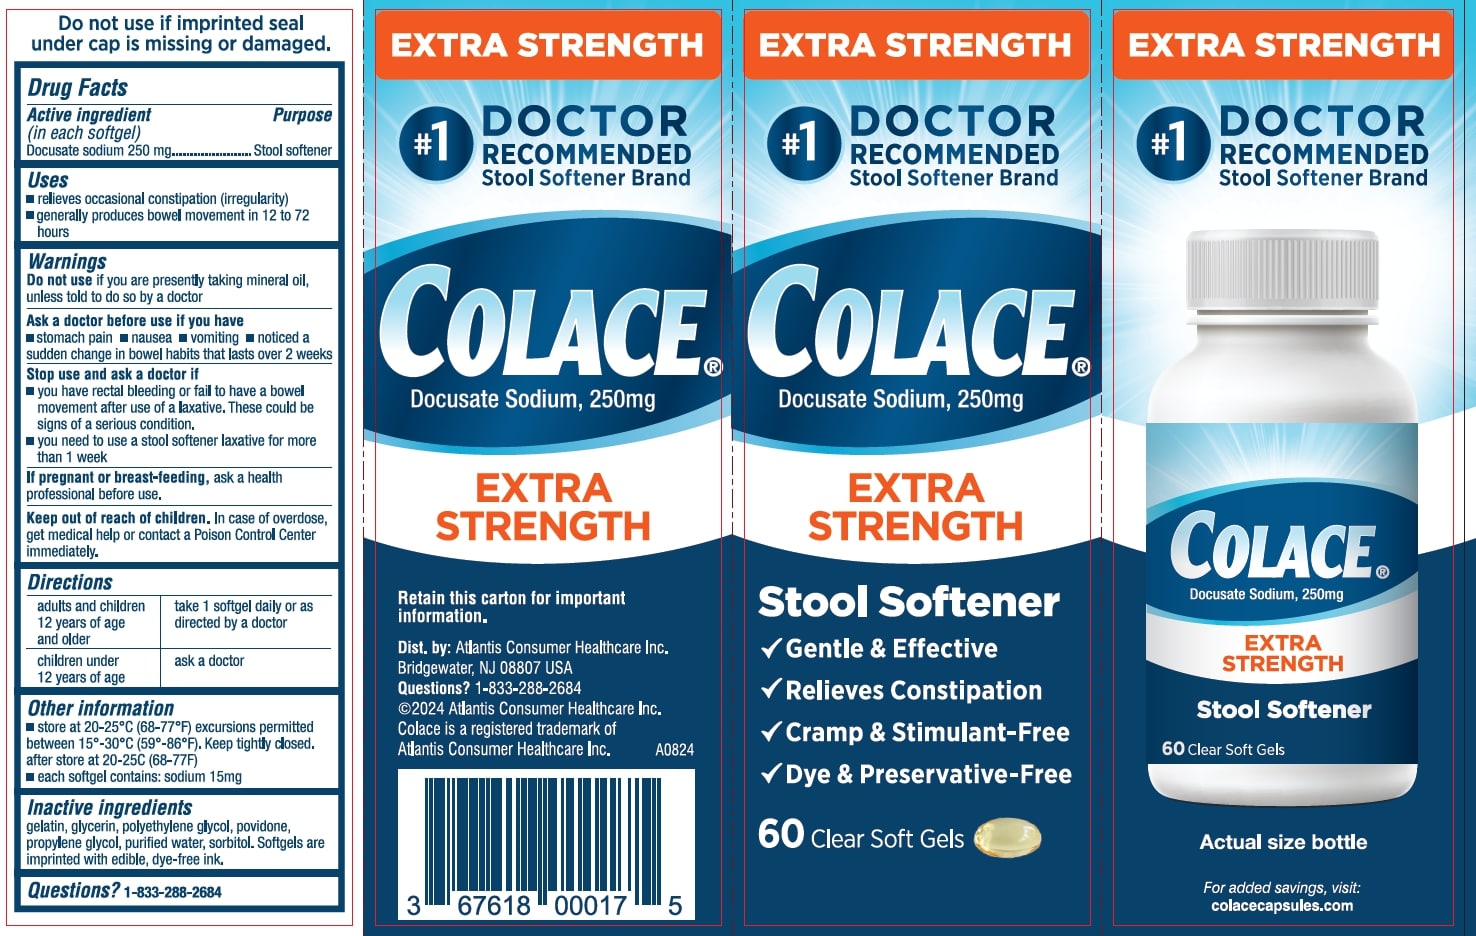 Do not use if imprinted seal
under cap is missing or damaged.
Drug Facts
Active ingredient Purpose
(in each softgel)
Docusate sodium 250 mg.......................... Stool softener
Uses
■ relieves occasional constipation (irregularity)
■ generally produces bowel movement in 12 to 72
hours
Warnings
Do not use if you are presently taking mineral oil,
unless told to do so by a doctor
Ask a doctor before use if you have
■ stomach pain ■ nausea ■ vomiting ■ noticed a
sudden change in bowel habits that lasts over 2 weeks
Stop use and ask a doctor if
■ you have rectal bleeding or fail to have a bowel
movement after use of a laxative. These could be
signs of a serious condition.
■ you need to use a stool softener laxative for more
than 1 week
If pregnant or breast-feeding, ask a health
professional before use.
Keep out of reach of children. In case of overdose,
get medical help or contact a Poison Control Center
immediately.
Directions
adults and children
12 years of age
and older
take 1 softgel daily or as
directed by a doctor
children under
12 years of age
ask a doctor
Other information
■ store at 20-25°C (68-77°F) excursions permitted
between 15°-30°C (59°-86°F). Keep tightly closed.
after store at 20-25C (68-77F)
■ each softgel contains: sodium 15mg
Inactive ingredients
gelatin, glycerin, polyethylene glycol, povidone,
propylene glycol, purified water, sorbitol. Softgels are
imprinted with edible, dye-free ink.
Questions? 1-833-288-2684
EXTRA STRENGTH
#1 DOCTOR
RECOMMENDED
Stool Softener Brand
COLACE®
Docusate Sodium, 250mg
EXTRA
STRENGTH
Retain this carton for important
information.
Dist. by: Atlantis Consumer Healthcare Inc.
Bridgewater, NJ 08807 USA
Questions? 1-833-288-2684
©2024 Atlantis Consumer Healthcare Inc.
Colace is a registered trademark of
Atlantis Consumer Healthcare Inc. A0824
3 67618 00017 5
EXTRA STRENGTH
#1 DOCTOR
RECOMMENDED
Stool Softener Brand
COLACE®
Docusate Sodium, 250mg
EXTRA
STRENGTH
Stool Softener
✓ Gentle & Effective
✓ Relieves Constipation
✓ Cramp & Stimulant-Free
✓ Dye & Preservative-Free
60 Clear Soft Gels
EXTRA STRENGTH
#1 DOCTOR
RECOMMENDED
Stool Softener Brand
COLACE®
Docusate Sodium, 250mg
EXTRA
STRENGTH
Stool Softener
60 Clear Soft Gels
Actual size bottle
For added savings, visit:
colacecapsules.com